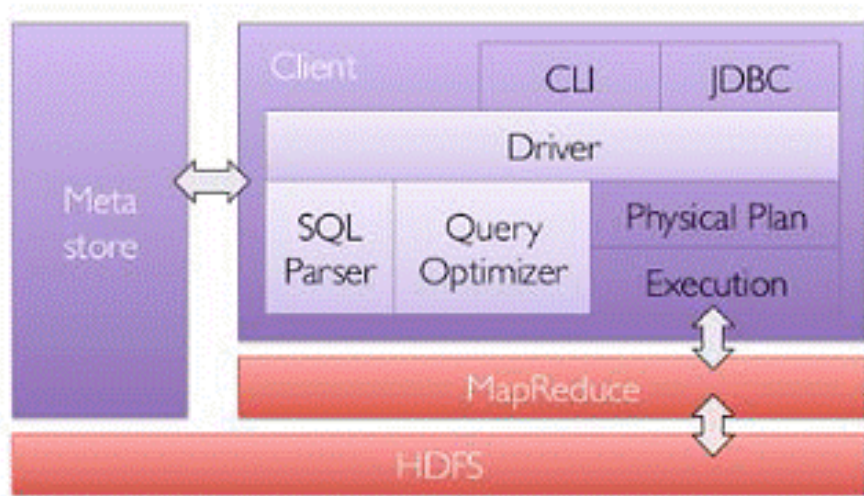 Client
CLI
JDBC
Driver
Meta
store
SQL
Parser
Query
Optimizer
Physical Plan
Execution
MapReduce
HDFS